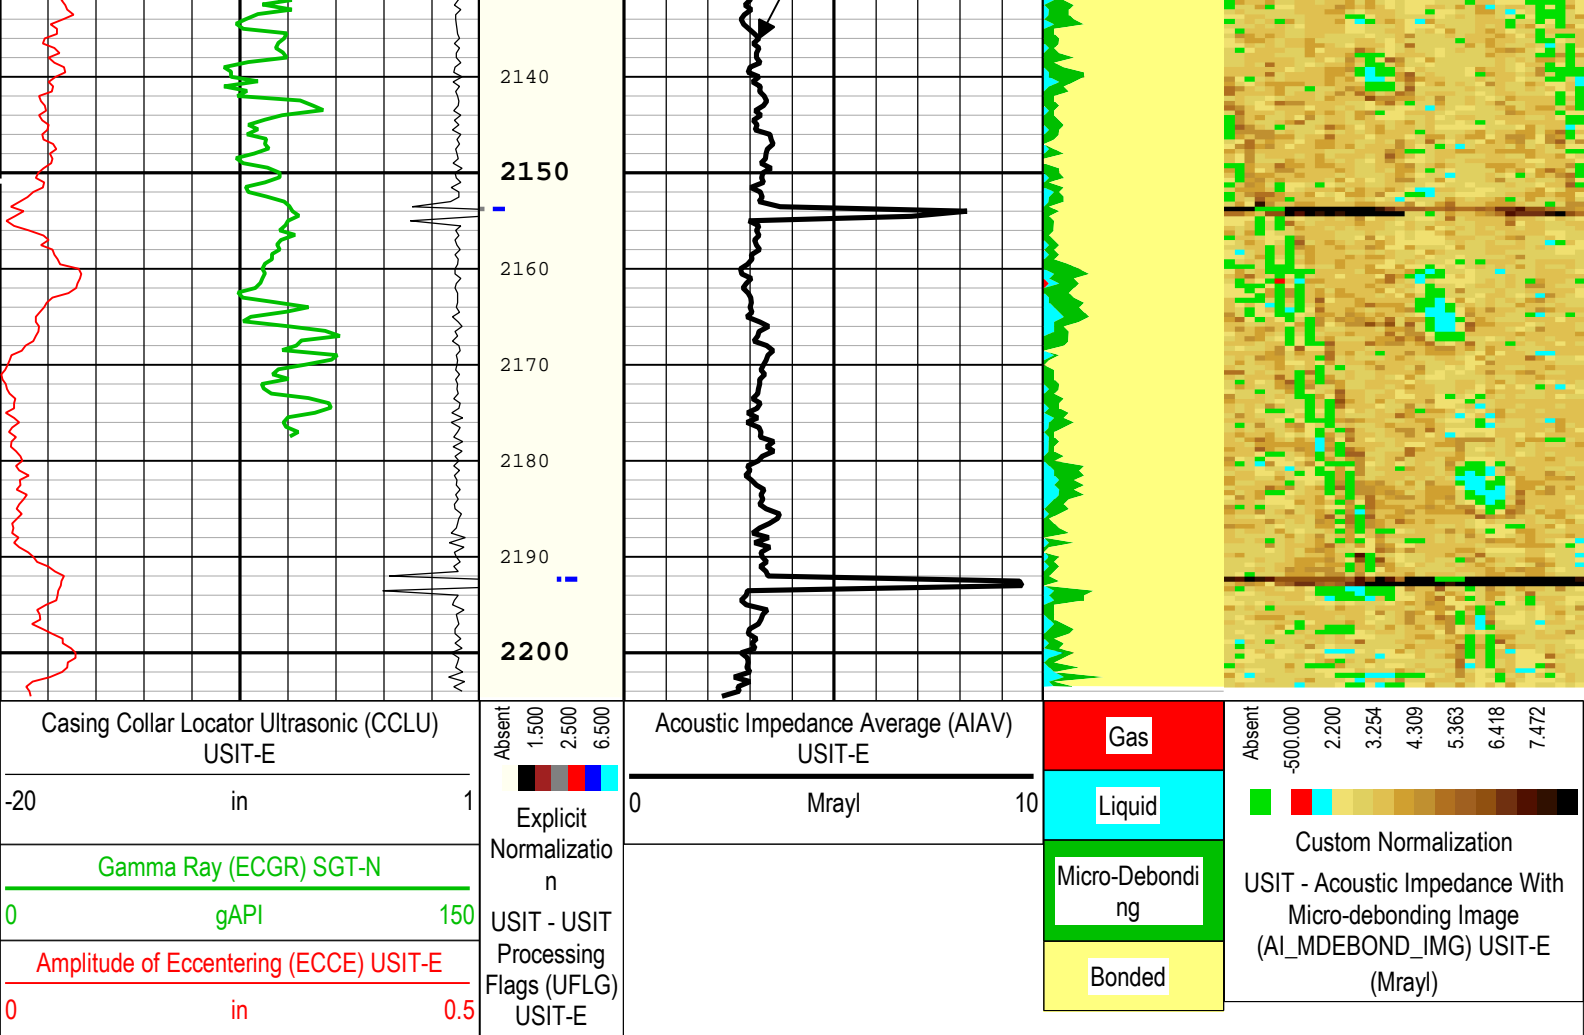 2140
2150
2160
2170
2180
2190
2200
Casing Collar Locator Ultrasonic (CCLU)
USIT-E
-20 in 1
Gamma Ray (ECGR) SGT-N
0 gAPI 150
Amplitude of Eccentering (ECCE) USIT-E
0 in 0.5
Absent
1.500
2.500
6.500
Explicit
Normalizatio
n
USIT - USIT
Processing
Flags (UFLG)
USIT-E
Acoustic Impedance Average (AIAV)
USIT-E
0 Mrayl 10
Gas
Liquid
Micro-Debondi
ng
Bonded
Absent
-500.000
2.200
3.254
4.309
5.363
6.418
7.472
Custom Normalization
USIT - Acoustic Impedance With
Micro-debonding Image
(AI_MDEBOND_IMG) USIT-E
(Mrayl)